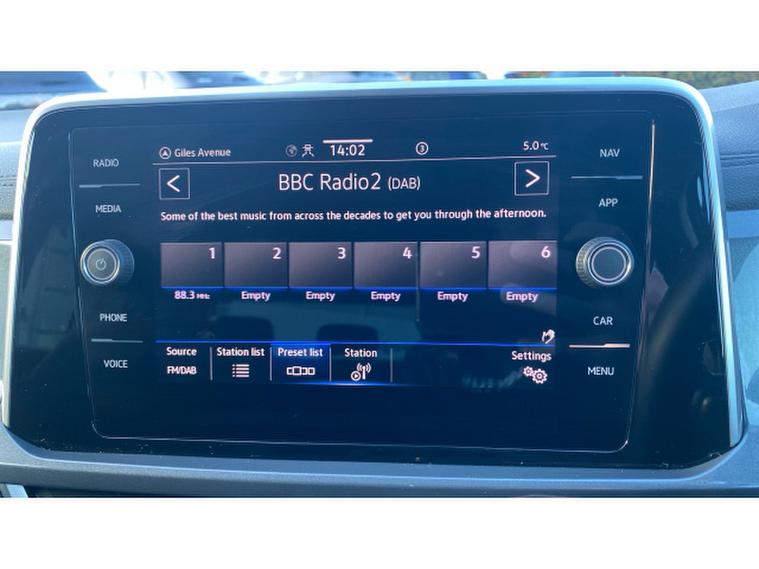 RADIO
MEDIA
PHONE
VOICE
Giles Avenue 14:02 3 5.0°C
< BBC Radio2 (DAB) >
Some of the best music from across the decades to get you through the afternoon.
1 2 3 4 5 6
88.3 MHz Empty Empty Empty Empty Empty
Source Station list Preset list Station Settings
FM/DAB
NAV
APP
CAR
MENU